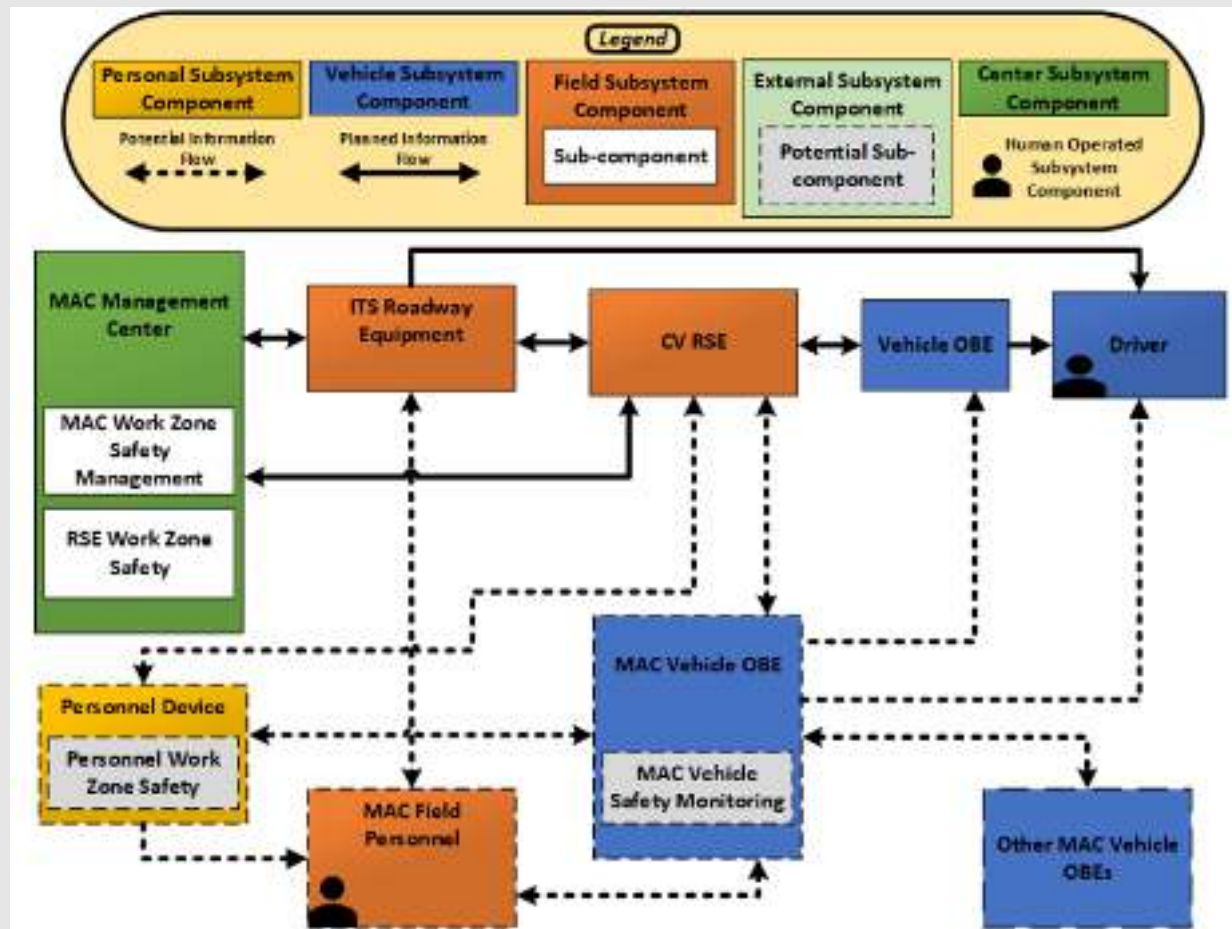 Legend
Personal Subsystem
Component
Vehicle Subsystem
Component
Field Subsystem
Component
External Subsystem
Component
Center Subsystem
Component
Potential Information
Flow
Planned Information
Flow
Sub-component
Potential Sub-
component
Human Operated
Subsystem
Component
MAC Management
Center
ITS Roadway
Equipment
CV RSE
Vehicle OBE
Driver
MAC Work Zone
Safety
Management
RSE Work Zone
Safety
Personnel Device
Personnel Work
Zone Safety
MAC Vehicle OBE
MAC Vehicle
Safety Monitoring
MAC Field
Personnel
Other MAC Vehicle
OBEs